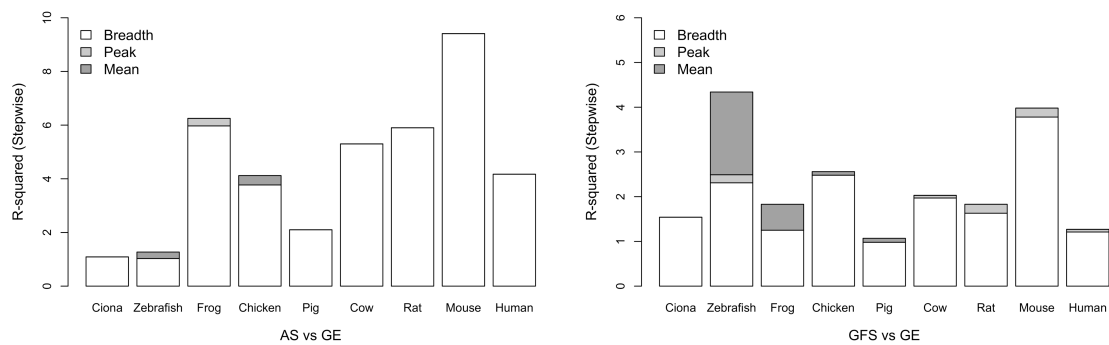 R-squared (Stepwise)
0 2 4 6 8 10
Breadth
Peak
Mean
Ciona Zebrafish Frog Chicken Pig Cow Rat Mouse Human
AS vs GE
R-squared (Stepwise)
0 1 2 3 4 5 6
Breadth
Peak
Mean
Ciona Zebrafish Frog Chicken Pig Cow Rat Mouse Human
GFS vs GE